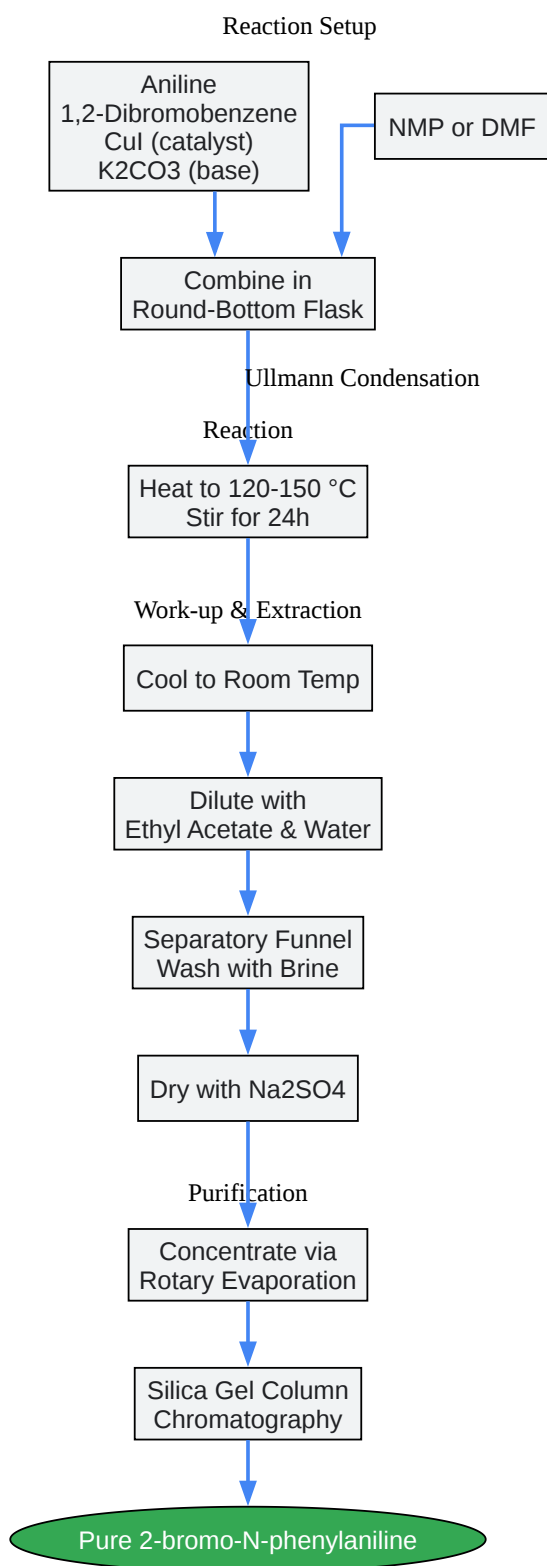 Reaction Setup
Aniline
1,2-Dibromobenzene
CuI (catalyst)
K2CO3 (base)
NMP or DMF
Combine in
Round-Bottom Flask
Ullmann Condensation
Reaction
Heat to 120-150 °C
Stir for 24h
Work-up & Extraction
Cool to Room Temp
Dilute with
Ethyl Acetate & Water
Separatory Funnel
Wash with Brine
Dry with Na2SO4
Purification
Concentrate via
Rotary Evaporation
Silica Gel Column
Chromatography
Pure 2-bromo-N-phenylaniline